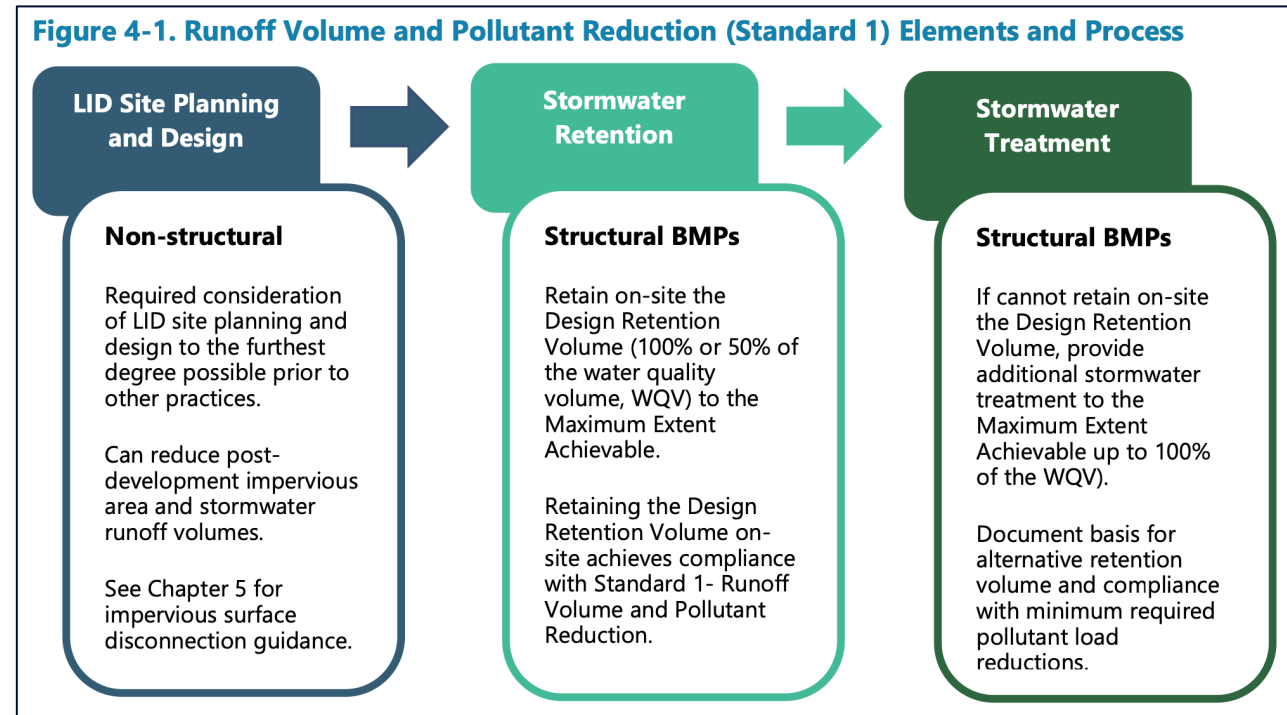 Figure 4-1. Runoff Volume and Pollutant Reduction (Standard 1) Elements and Process
LID Site Planning
and Design
Non-structural
Required consideration
of LID site planning and
design to the furthest
degree possible prior to
other practices.
Can reduce post-
development impervious
area and stormwater
runoff volumes.
See Chapter 5 for
impervious surface
disconnection guidance.
Stormwater
Retention
Structural BMPs
Retain on-site the
Design Retention
Volume (100% or 50% of
the water quality
volume, WQV) to the
Maximum Extent
Achievable.
Retaining the Design
Retention Volume on-
site achieves compliance
with Standard 1- Runoff
Volume and Pollutant
Reduction.
Stormwater
Treatment
Structural BMPs
If cannot retain on-site
the Design Retention
Volume, provide
additional stormwater
treatment to the
Maximum Extent
Achievable up to 100%
of the WQV).
Document basis for
alternative retention
volume and compliance
with minimum required
pollutant load
reductions.